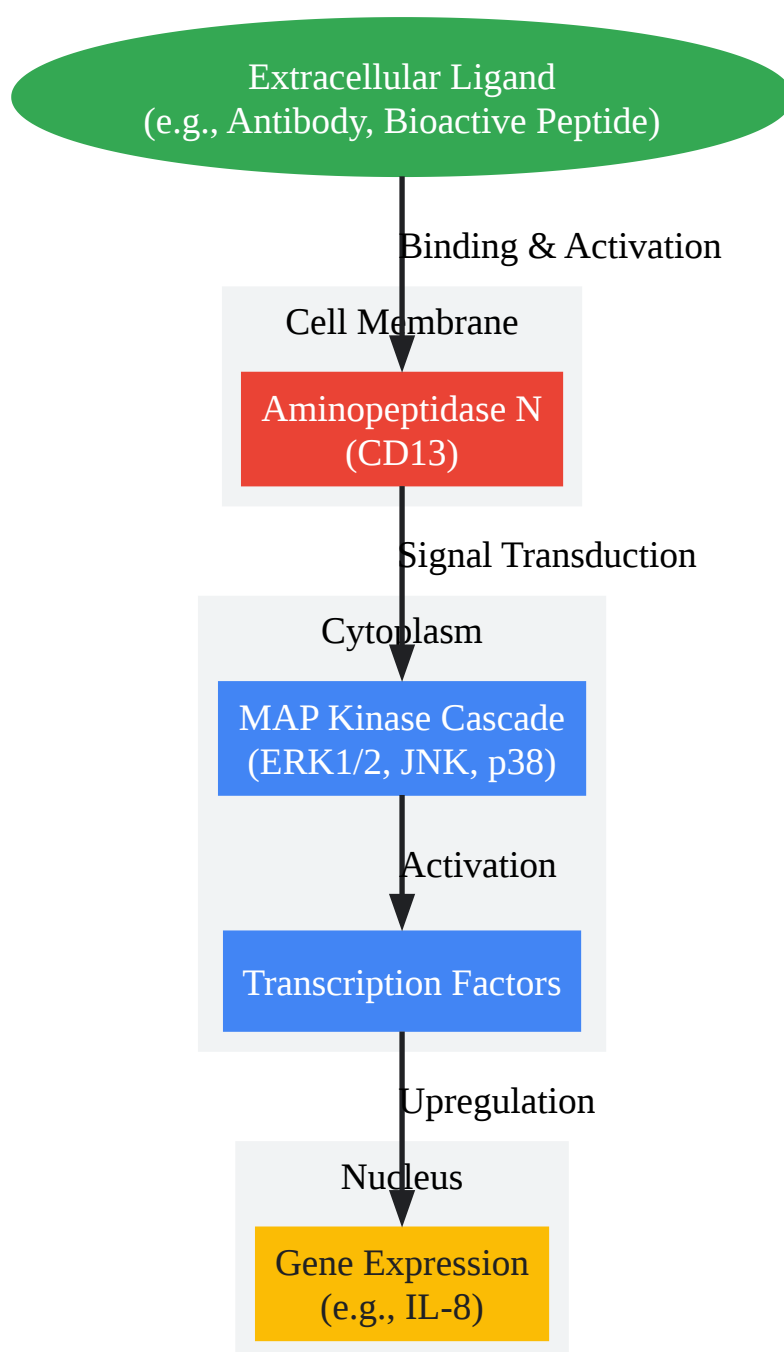 Extracellular Ligand
(e.g., Antibody, Bioactive Peptide)
Binding & Activation
Cell Membrane
Aminopeptidase N
(CD13)
Signal Transduction
Cytoplasm
MAP Kinase Cascade
(ERK1/2, JNK, p38)
Activation
Transcription Factors
Upregulation
Nucleus
Gene Expression
(e.g., IL-8)